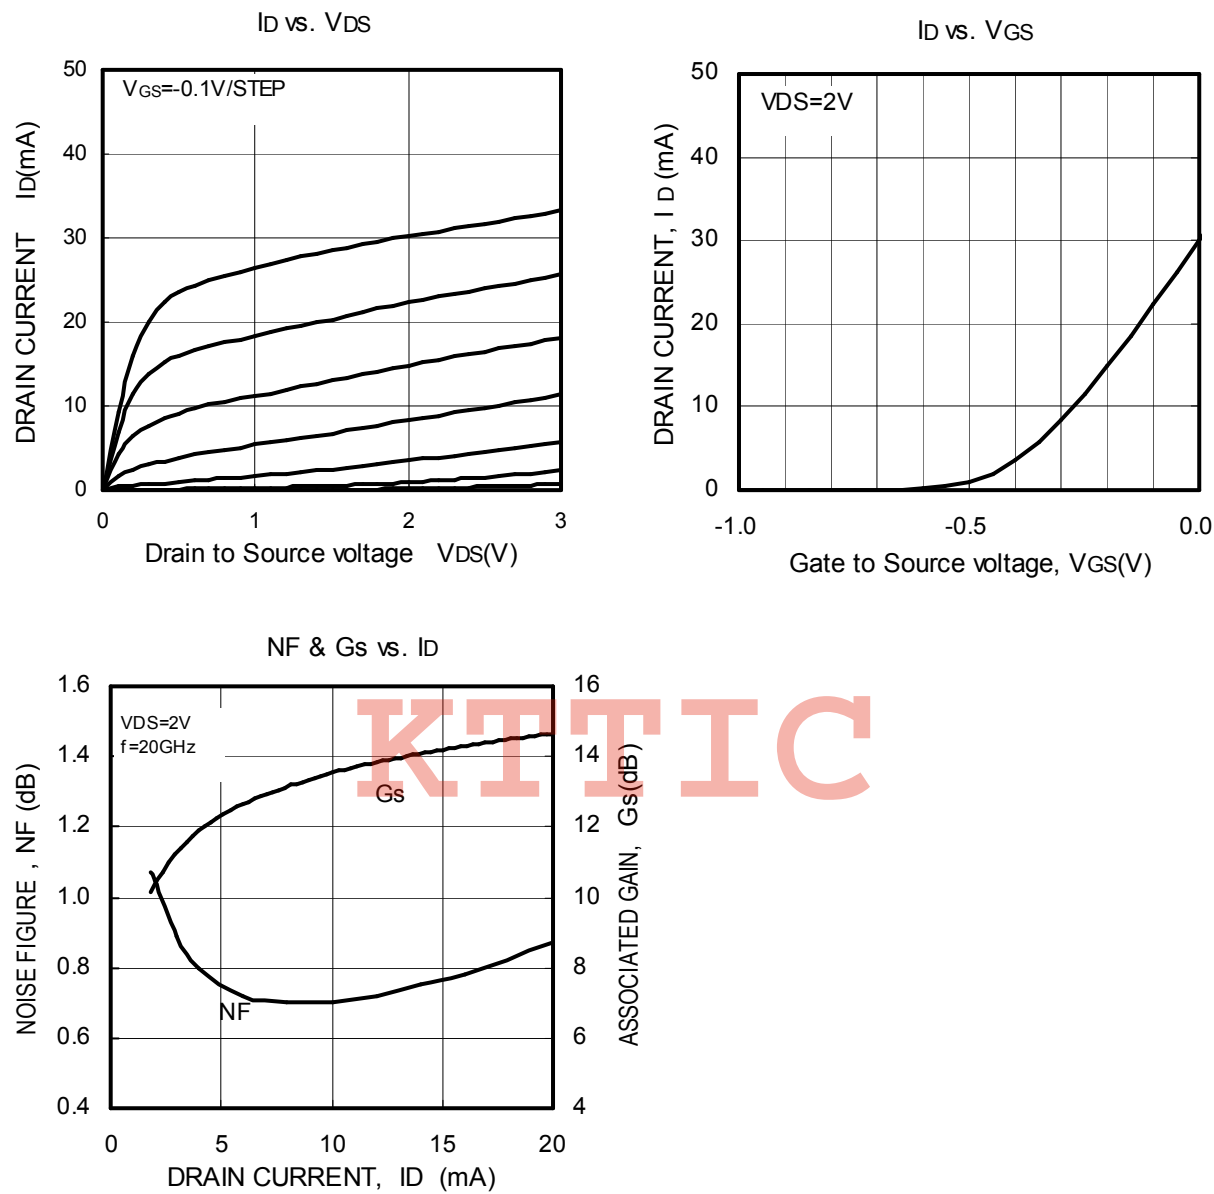 ID vs. VDS
VGS=-0.1V/STEP
DRAIN CURRENT ID(mA)
50
40
30
20
10
0
0 1 2 3
Drain to Source voltage VDS(V)
ID vs. VGS
VDS=2V
DRAIN CURRENT, I D (mA)
50
40
30
20
10
0
-1.0 -0.5 0.0
Gate to Source voltage, VGS(V)
NF & Gs vs. ID
VDS=2V
f=20GHz
NOISE FIGURE , NF (dB)
1.6
1.4
1.2
1.0
0.8
0.6
0.4
Gs
NF
16
14
12
10
8
6
4
ASSOCIATED GAIN, Gs(dB)
0 5 10 15 20
DRAIN CURRENT, ID (mA)
KTTIC